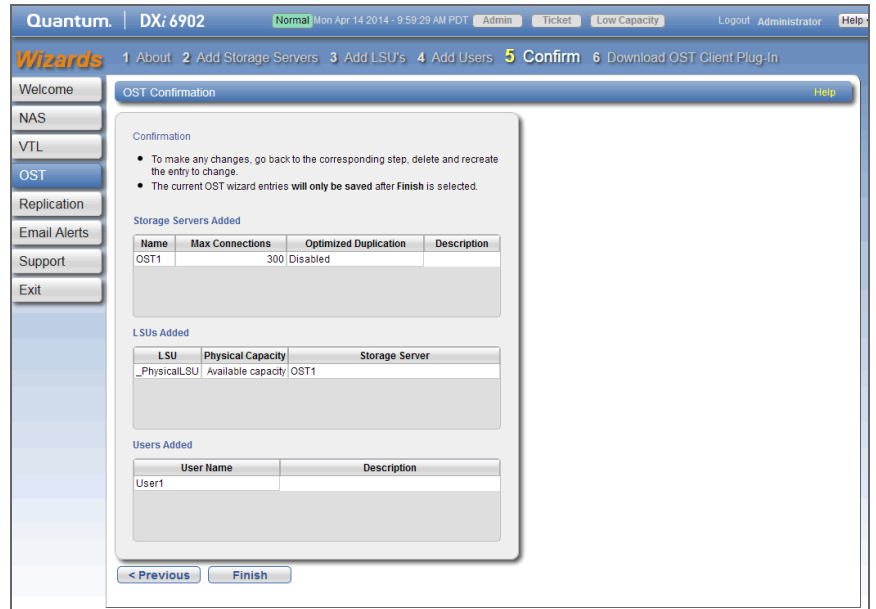 Quantum. DXi 6902 Normal Mon Apr 14 2014 - 9:59:29 AM PDT Admin Ticket Low Capacity Logout Administrator Help
Wizards 1 About 2 Add Storage Servers 3 Add LSU's 4 Add Users 5 Confirm 6 Download OST Client Plug-In
Welcome
NAS
VTL
OST
Replication
Email Alerts
Support
Exit
OST Confirmation Help
Confirmation
• To make any changes, go back to the corresponding step, delete and recreate
the entry to change.
• The current OST wizard entries will only be saved after Finish is selected.
Storage Servers Added
Name Max Connections Optimized Duplication Description
OST1 300 Disabled
LSUs Added
LSU Physical Capacity Storage Server
_PhysicalLSU Available capacity OST1
Users Added
User Name Description
User1
< Previous Finish